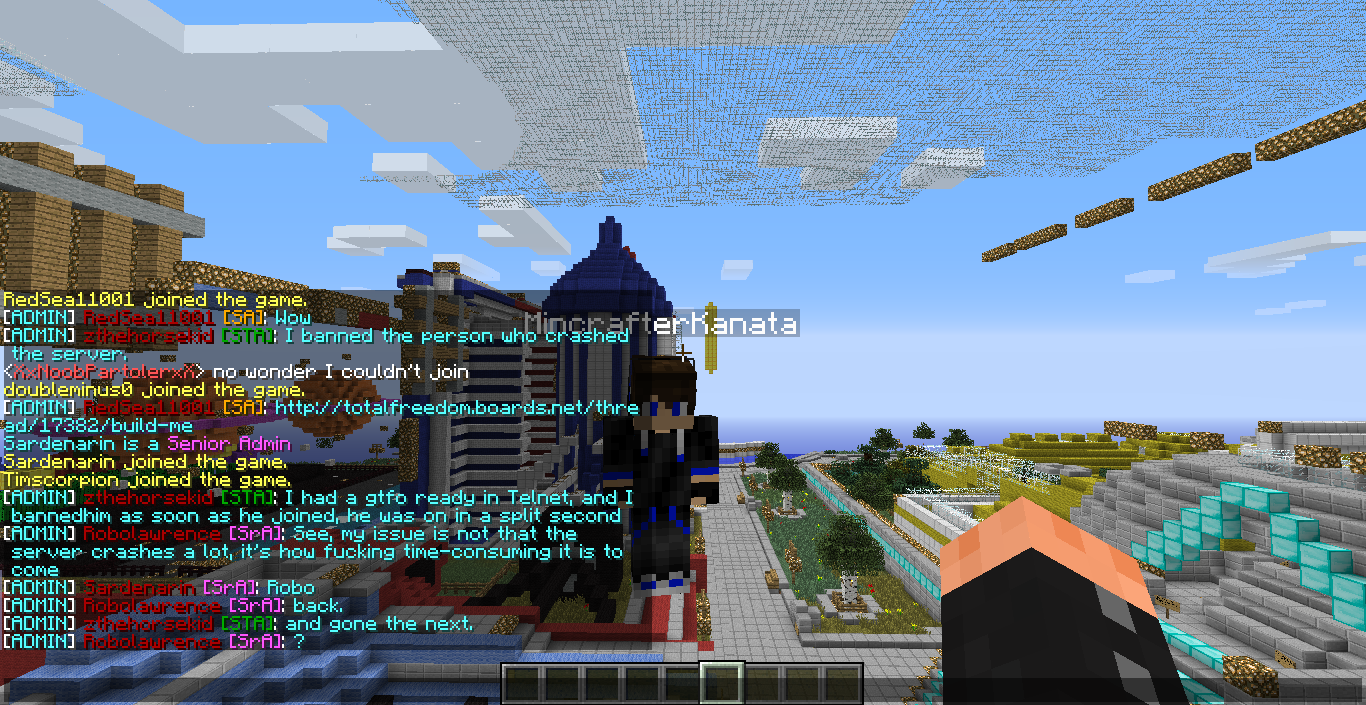 RedSea11001 joined the game.
[ADMIN] RedSea11001 [SA]: Wow
MincrafterKanata
[ADMIN] zthehorsekid [STA]: I banned the person who crashed
the server.
<XxNoobPartolerxX> no wonder I couldn't join
doubleminus0 joined the game.
[ADMIN] RedSea11001 [SA]: http://totalfreedom.boards.net/thre
ad/17382/build-me
Sardenarin is a Senior Admin
Sardenarin joined the game.
Timscorpion joined the game.
[ADMIN] zthehorsekid [STA]: I had a gtfo ready in Telnet, and I
bannedhim as soon as he joined, he was on in a split second
[ADMIN] Robolawrence [SrA]: See, my issue is not that the
server crashes a lot, it's how fucking time-consuming it is to
come
[ADMIN] Sardenarin [SrA]: Robo
[ADMIN] Robolawrence [SrA]: back.
[ADMIN] zthehorsekid [STA]: and gone the next.
[ADMIN] Robolawrence [SrA]: ?